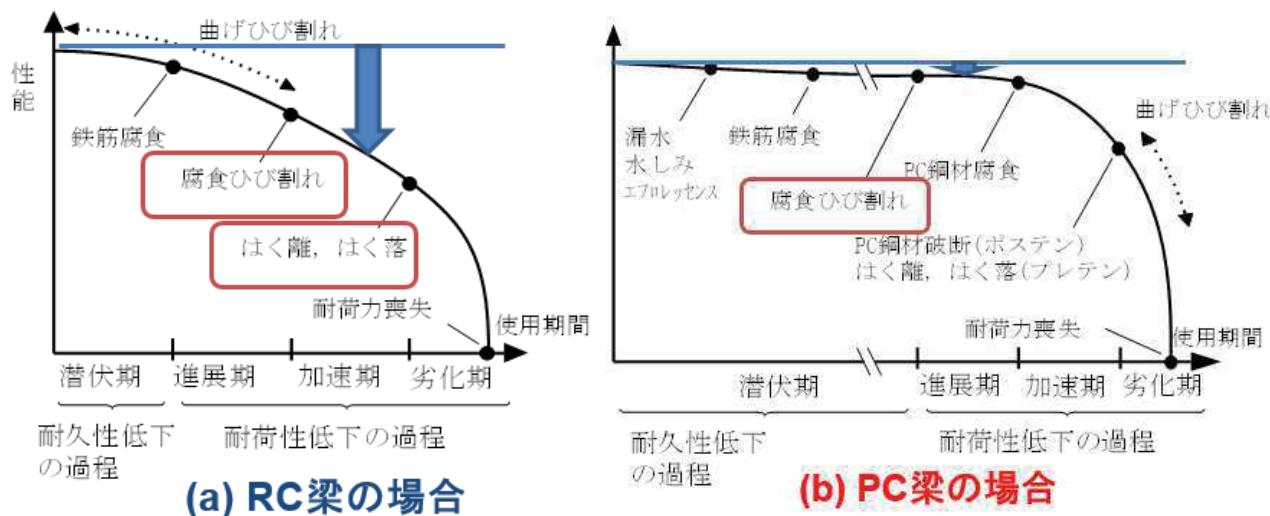 曲げひび割れ
性
能
鉄筋腐食
腐食ひび割れ
はく離，はく落
耐荷力喪失
使用期間
潜伏期
進展期
加速期
劣化期
耐久性低下
の過程
耐荷性低下の過程
(a) RC梁の場合
曲げひび割れ
漏水
水しみ
エフロレッセンス
鉄筋腐食
腐食ひび割れ
PC鋼材腐食
PC鋼材破断(ポステン)
はく離，はく落(プレテン)
耐荷力喪失
使用期間
潜伏期
進展期
加速期
劣化期
耐久性低下
の過程
耐荷性低下の過程
(b) PC梁の場合